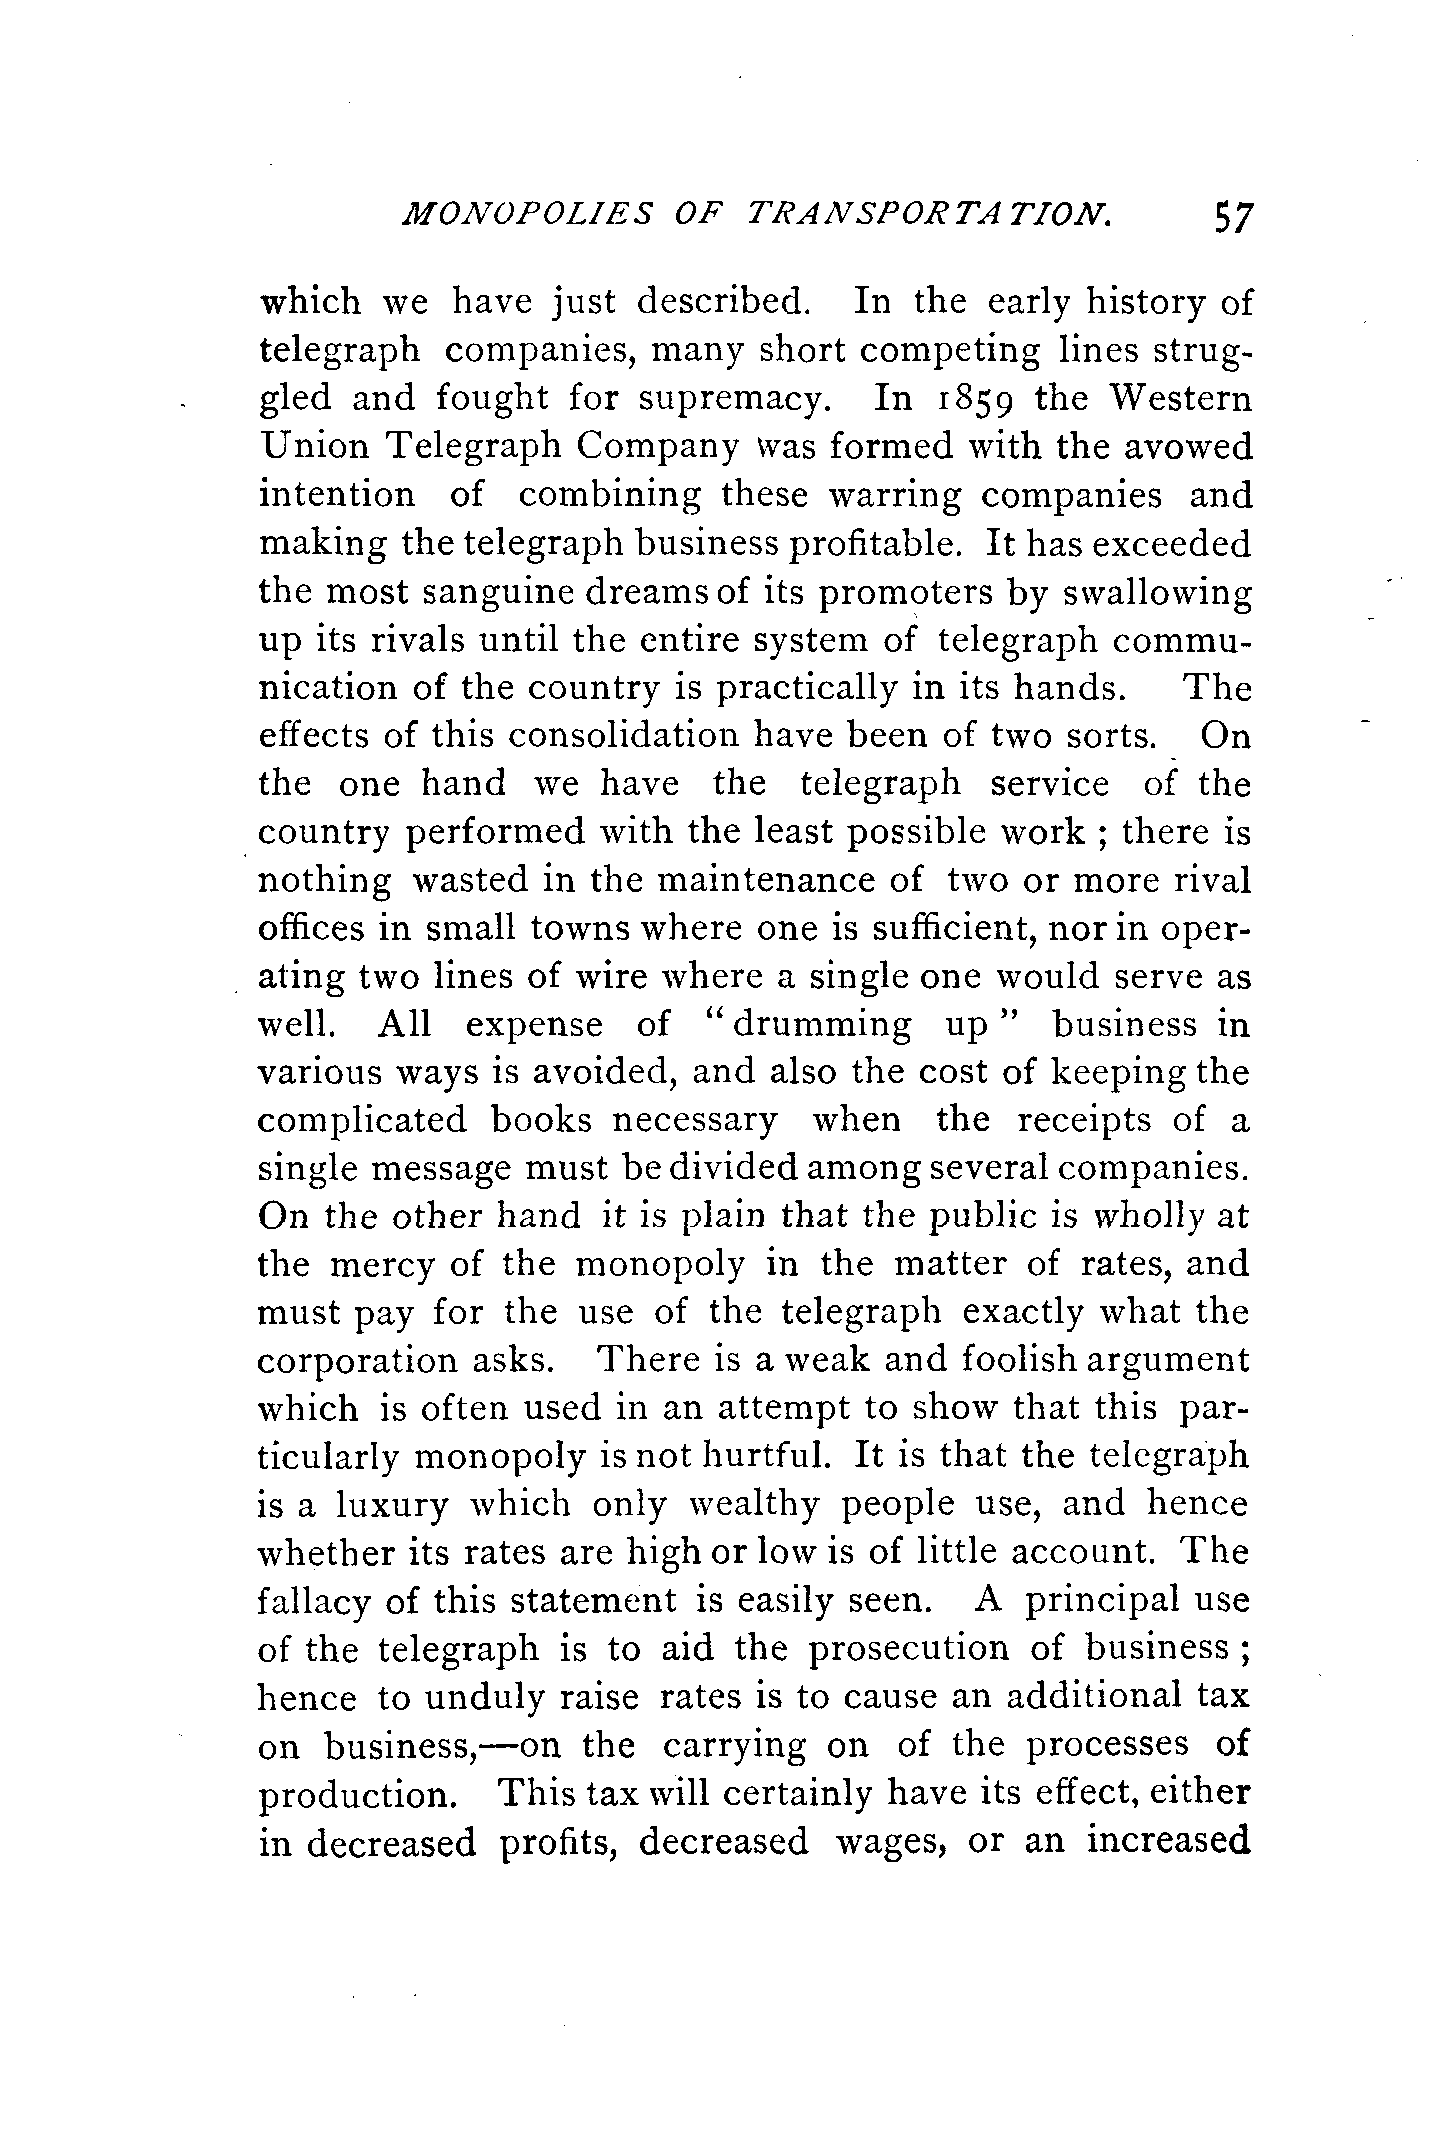 MONOPOLIES OF TRANSPORTATION. 57
which we have just described. In the early history of
telegraph companies, many short competing lines strug-
gled and fought for supremacy. In 1859 the Western
Union Telegraph Company was formed with the avowed
intention of combining these warring companies and
making the telegraph business profitable. It has exceeded
the most sanguine dreams of its promoters by swallowing
up its rivals until the entire system of telegraph commu-
nication of the country is practically in its hands. The
effects of this consolidation have been of two sorts. On
the one hand we have the telegraph service of the
country performed with the least possible work ; there is
nothing wasted in the maintenance of two or more rival
offices in small towns where one is sufficient, nor in oper-
ating two lines of wire where a single one would serve as
well. All expense of “ drumming up ” business in
various ways is avoided, and also the cost of keeping the
complicated books necessary when the receipts of a
single message must be divided among several companies.
On the other hand it is plain that the public is wholly at
the mercy of the monopoly in the matter of rates, and
must pay for the use of the telegraph exactly what the
corporation asks. There is a weak and foolish argument
which is often used in an attempt to show that this par-
ticularly monopoly is not hurtful. It is that the telegraph
is a luxury which only wealthy people use, and hence
whether its rates are high or low is of little account. The
fallacy of this statement is easily seen. A principal use
of the telegraph is to aid the prosecution of business ;
hence to unduly raise rates is to cause an additional tax
on business,—on the carrying on of the processes of
production. This tax will certainly have its effect, either
in decreased profits, decreased wages, or an increased